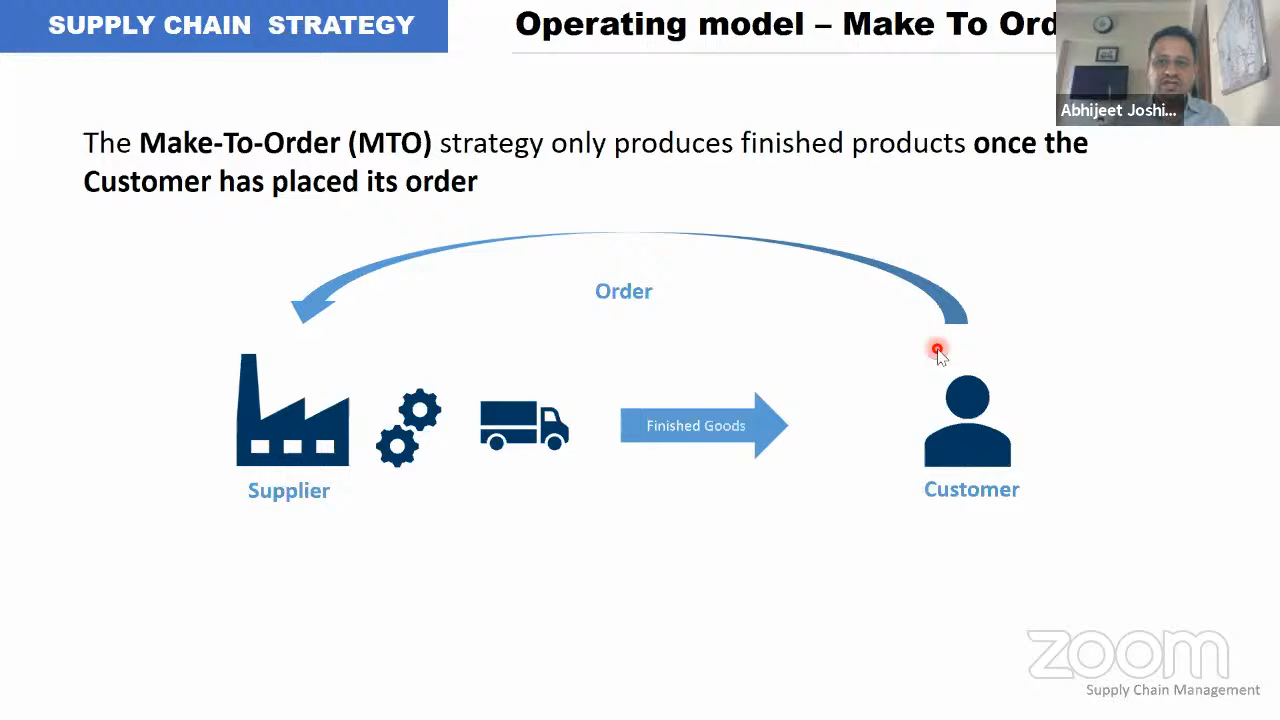 SUPPLY CHAIN STRATEGY
Operating model – Make To Ord
Abhijeet Joshi...
The Make-To-Order (MTO) strategy only produces finished products once the
Customer has placed its order
Order
Finished Goods
Supplier
Customer
zoom
Supply Chain Management